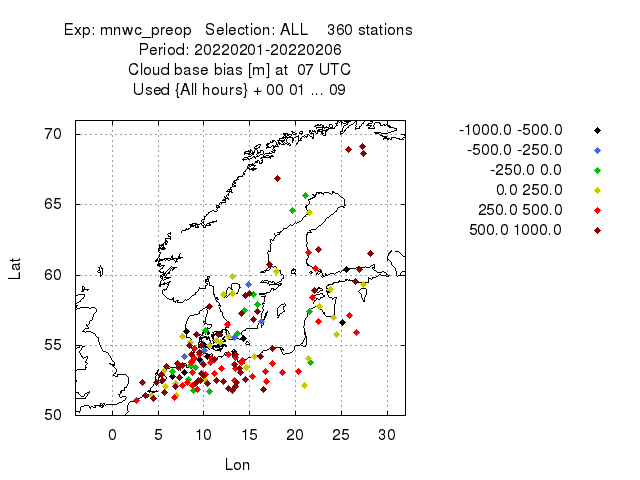 Exp: mnwc_preop   Selection: ALL    360 stations
Period: 20220201-20220206
Cloud base bias [m] at  07 UTC
Used {All hours} + 00 01 ... 09
-1000.0 -500.0
-500.0 -250.0
-250.0 0.0
0.0 250.0
250.0 500.0
500.0 1000.0
70
65
60
55
50
Lat
0 5 10 15 20 25 30
Lon